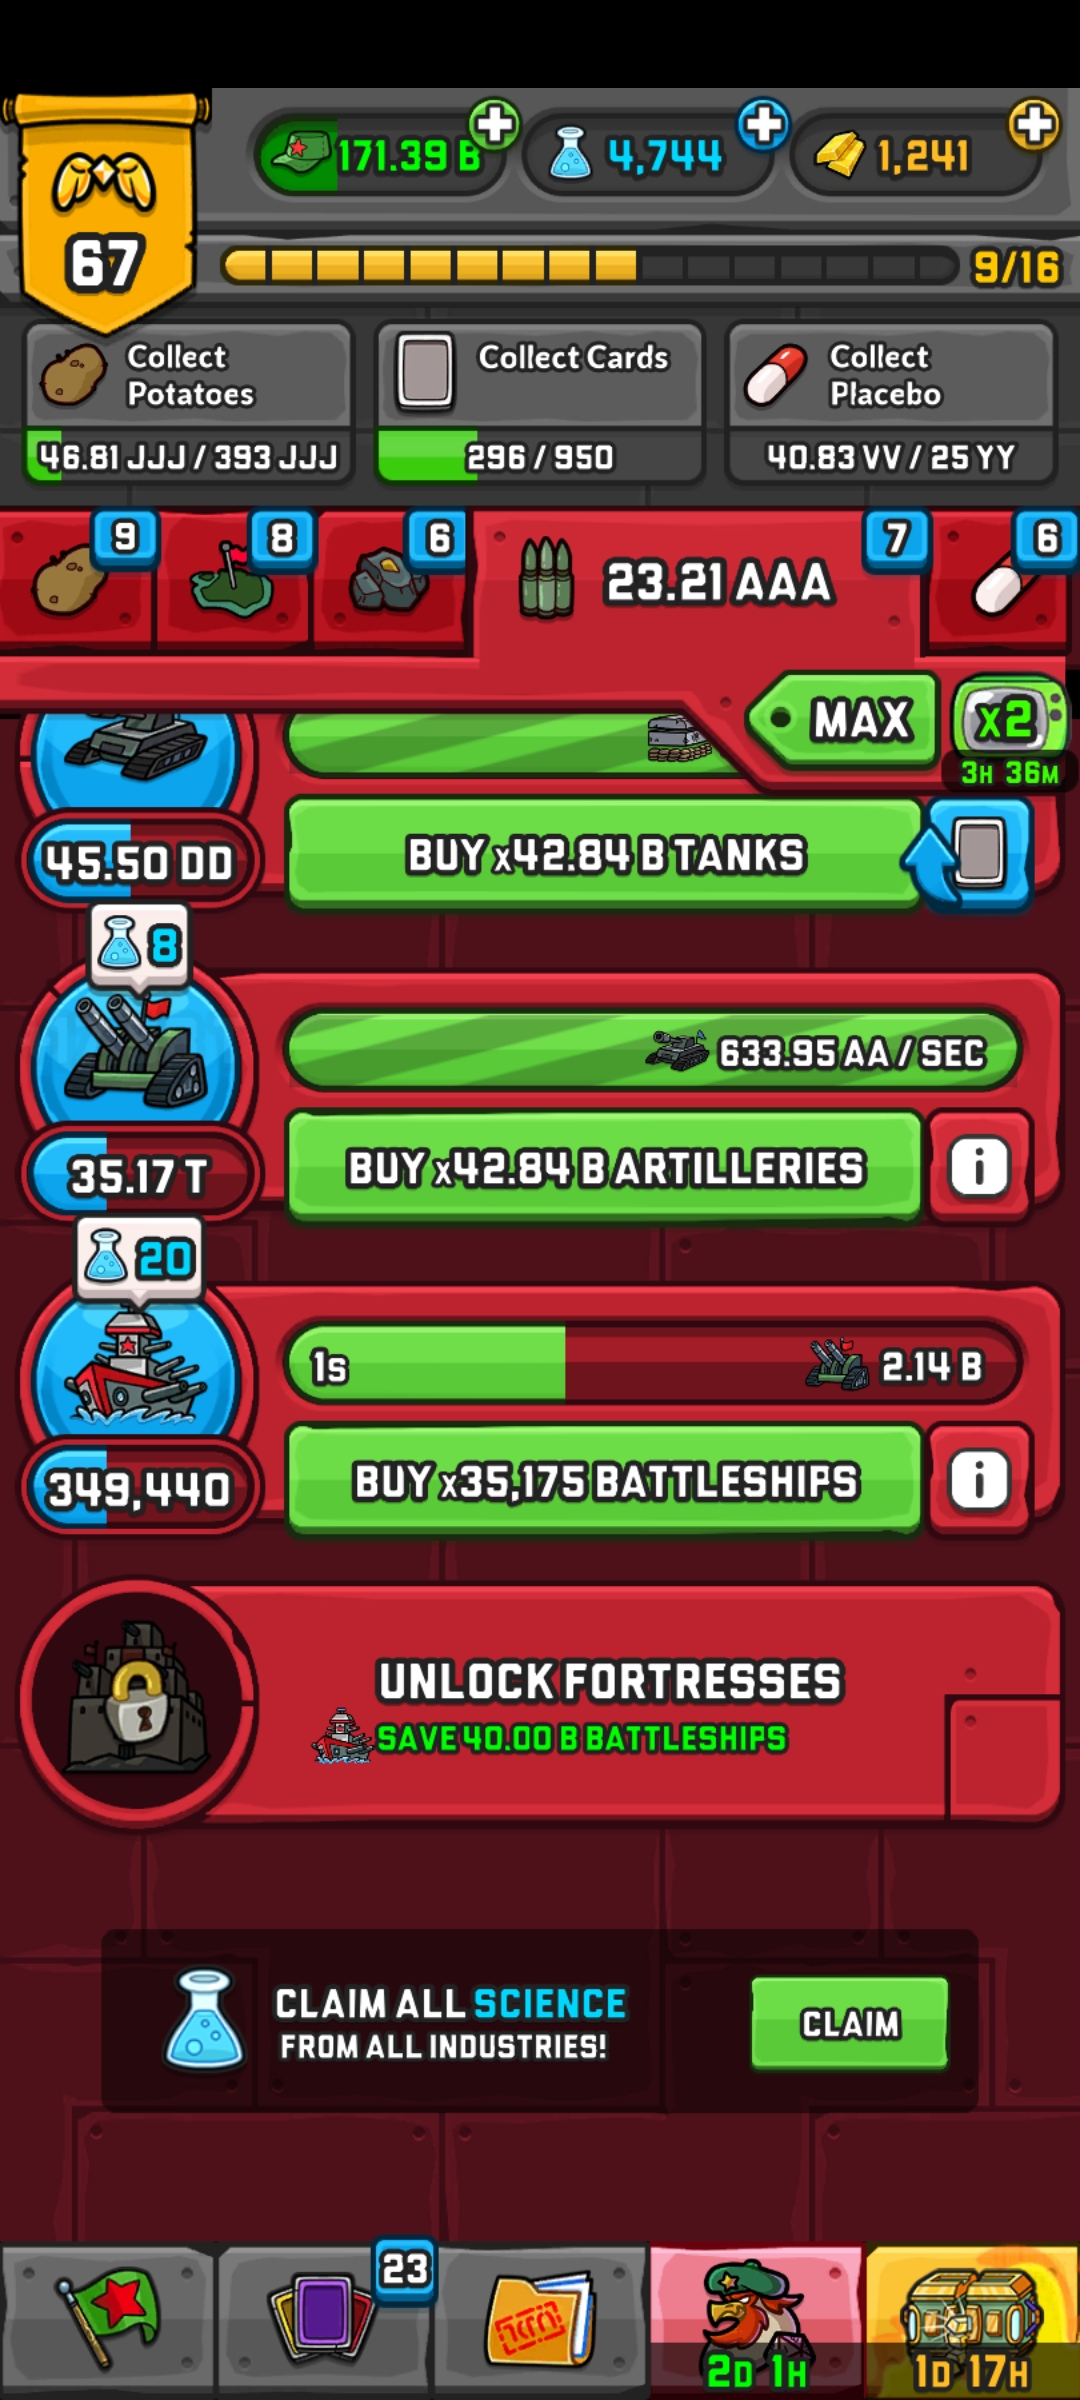 171.39 B
4,744
1,241
67
9/16
Collect
Potatoes
46.81 JJJ / 393 JJJ
Collect Cards
296 / 950
Collect
Placebo
40.83 VV / 25 YY
9
8
6
23.21 AAA
7
6
MAX
x2
3H 36M
45.50 DD
BUY x42.84 B TANKS
8
633.95 AA / SEC
35.17 T
BUY x42.84 B ARTILLERIES
i
20
1s
2.14 B
349,440
BUY x35,175 BATTLESHIPS
i
UNLOCK FORTRESSES
SAVE 40.00 B BATTLESHIPS
CLAIM ALL SCIENCE
FROM ALL INDUSTRIES!
CLAIM
23
2D 1H
1D 17H